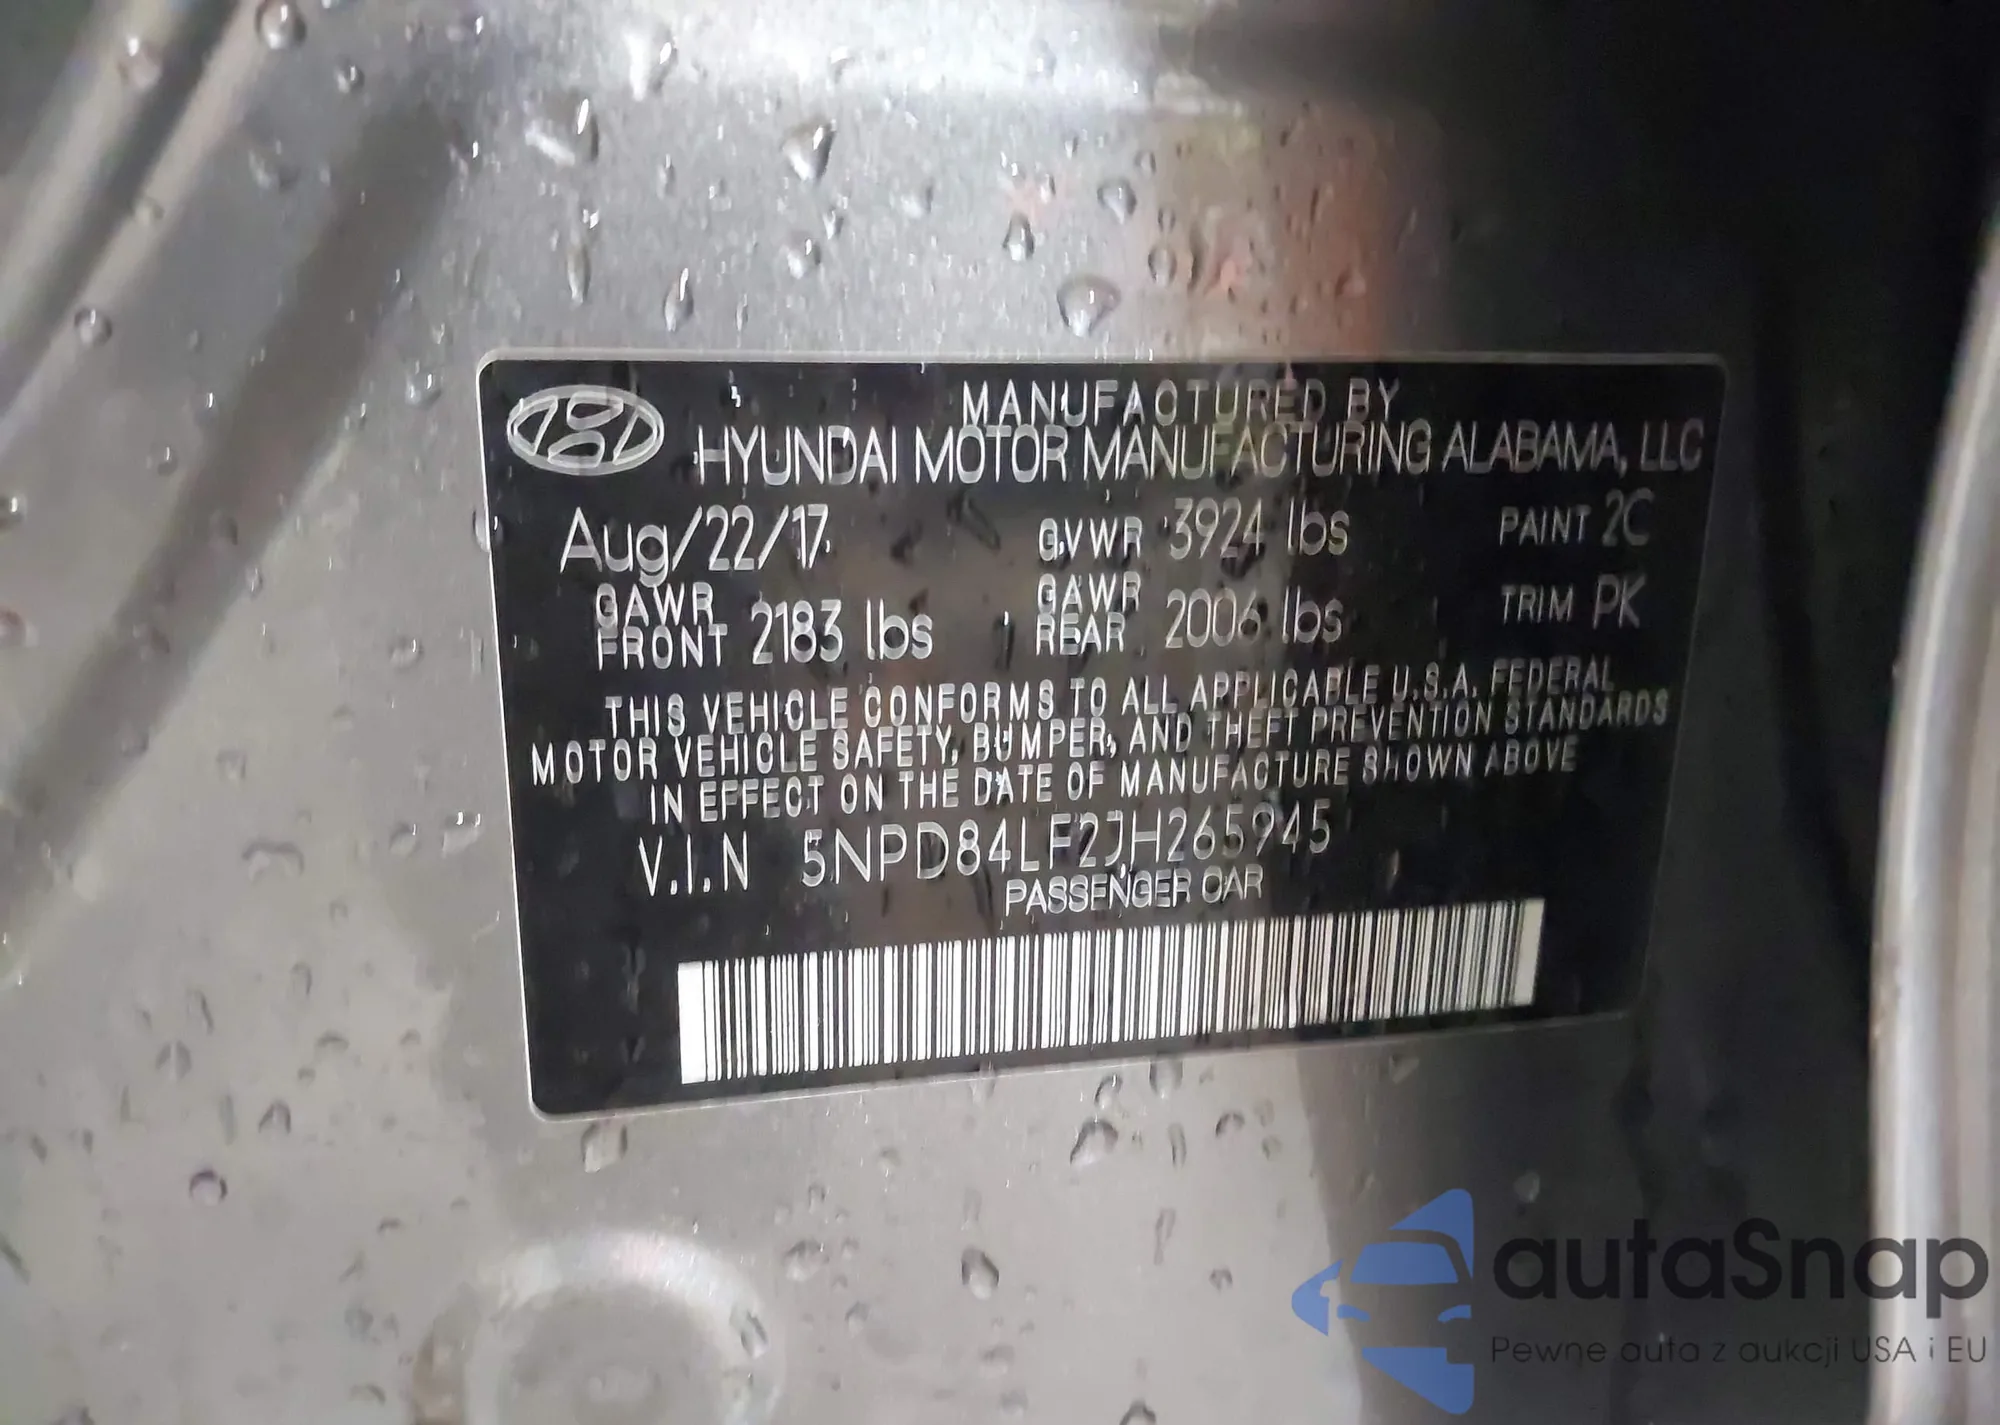 MANUFACTURED BY
HYUNDAI MOTOR MANUFACTURING ALABAMA, LLC
Aug/22/17 GVWR 3924 lbs PAINT 2C
GAWR FRONT 2183 lbs GAWR REAR 2006 lbs TRIM PK
THIS VEHICLE CONFORMS TO ALL APPLICABLE U.S.A. FEDERAL
MOTOR VEHICLE SAFETY, BUMPER, AND THEFT PREVENTION STANDARDS
IN EFFECT ON THE DATE OF MANUFACTURE SHOWN ABOVE
V.I.N 5NPD84LF2JH265945
PASSENGER CAR
autaSnap
Pewne auta z aukcji USA i EU